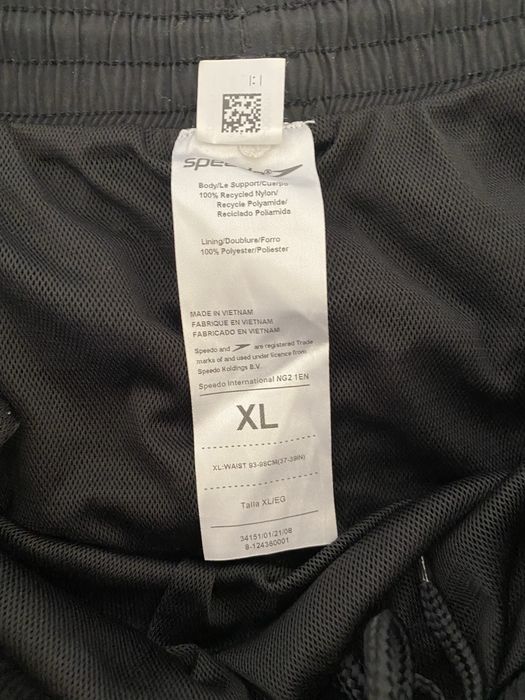 speedo®
Body/Le Support/Cuerpo
100% Recycled Nylon/
Recycle Polyamide/
Reciclado Poliamida
Lining/Doublure/Forro
100% Polyester/Poliester
MADE IN VIETNAM
FABRIQUE EN VIETNAM
FABRICADO EN VIETNAM
Speedo and are registered Trade
marks of and used under licence from
Speedo Holdings B.V.
Speedo International NG2 1EN
XL
XL:WAIST 93-98CM(37-39IN)
Talla XL/EG
34151/01/21/08
8-124360001